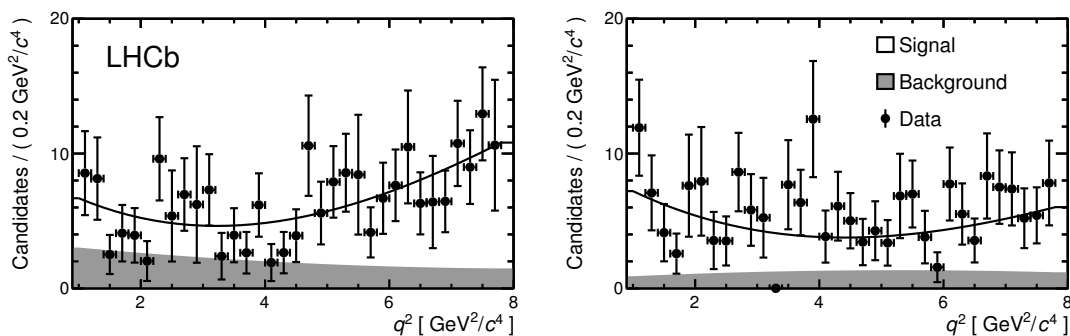 Candidates / ( 0.2 GeV²/c⁴ )
20
10
0
LHCb
2
4
6
8
q² [ GeV²/c⁴ ]
Candidates / ( 0.2 GeV²/c⁴ )
20
10
0
Signal
Background
Data
2
4
6
8
q² [ GeV²/c⁴ ]